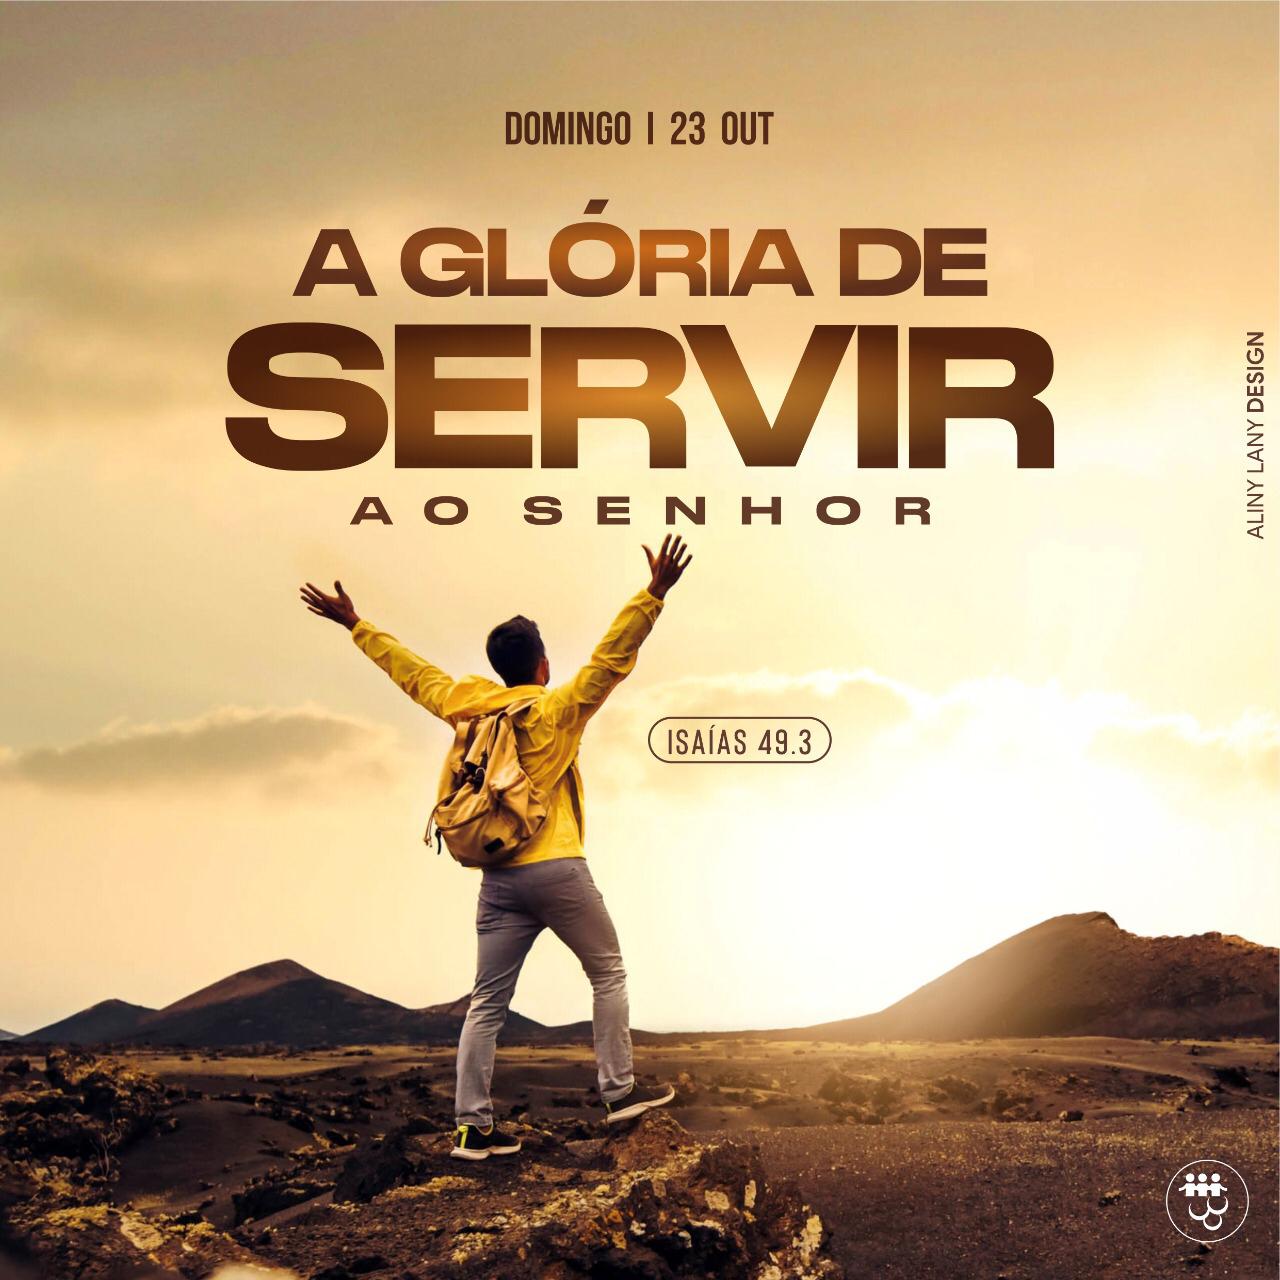 DOMINGO | 23 OUT
A GLÓRIA DE
SERVIR
AO SENHOR
ISAÍAS 49.3
ALINY LANY DESIGN